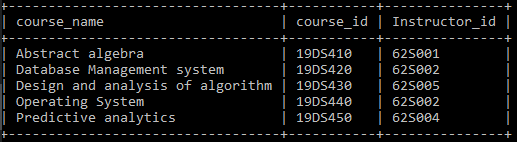 course_name | course_id | Instructor_id
Abstract algebra | 19DS410 | 62S001
Database Management system | 19DS420 | 62S002
Design and analysis of algorithm | 19DS430 | 62S005
Operating System | 19DS440 | 62S002
Predictive analytics | 19DS450 | 62S004